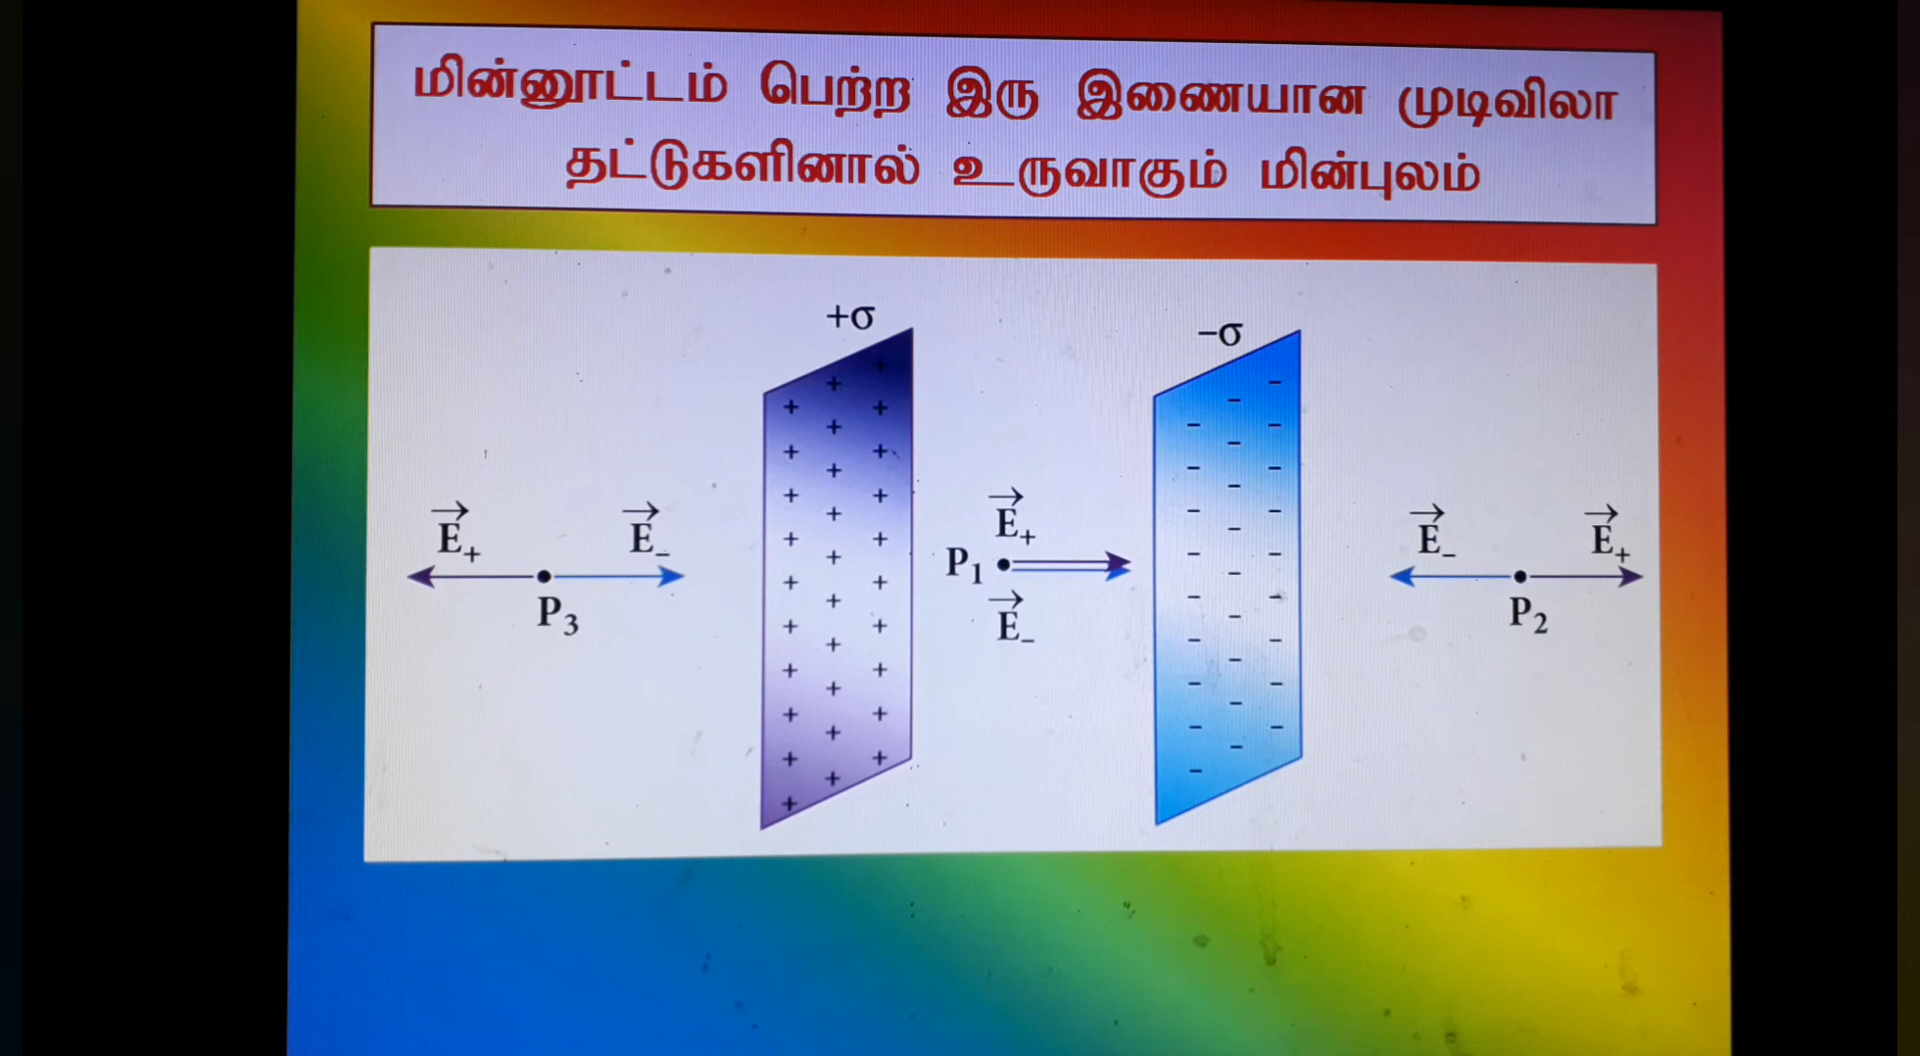 மின்னூட்டம் பெற்ற இரு இணையான முடிவிலா
தட்டுகளினால் உருவாகும் மின்புலம்
+σ
−σ
E₊
E₋
P₃
E₊
P₁
E₋
E₋
E₊
P₂